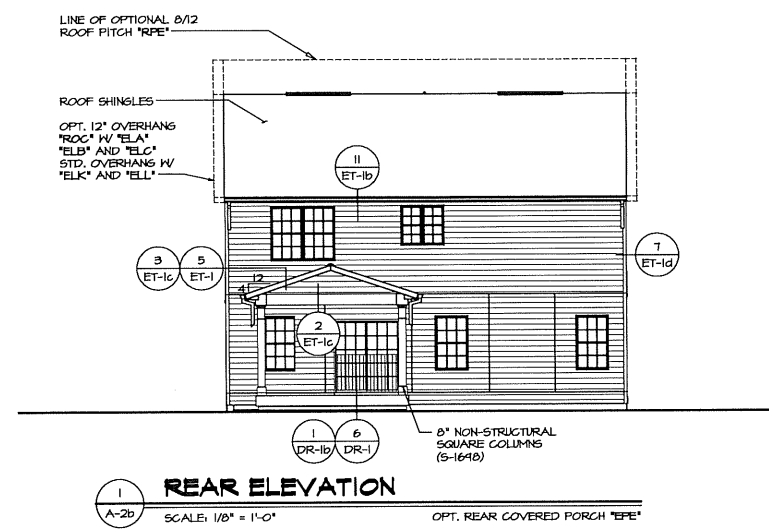 LINE OF OPTIONAL 8/12
ROOF PITCH "RPE"
ROOF SHINGLES
OPT. 12" OVERHANG
"ROC" W/ "ELA"
"ELB" AND "ELC"
STD. OVERHANG W/
"ELK" AND "ELL"
11
ET-1b
3
ET-1c
5
ET-1
12
4
7
ET-1d
2
ET-1c
1
DR-1b
6
DR-1
8" NON-STRUCTURAL
SQUARE COLUMNS
(S-1648)
1
A-2b
REAR ELEVATION
SCALE: 1/8" = 1'-0"
OPT. REAR COVERED PORCH "EPE"